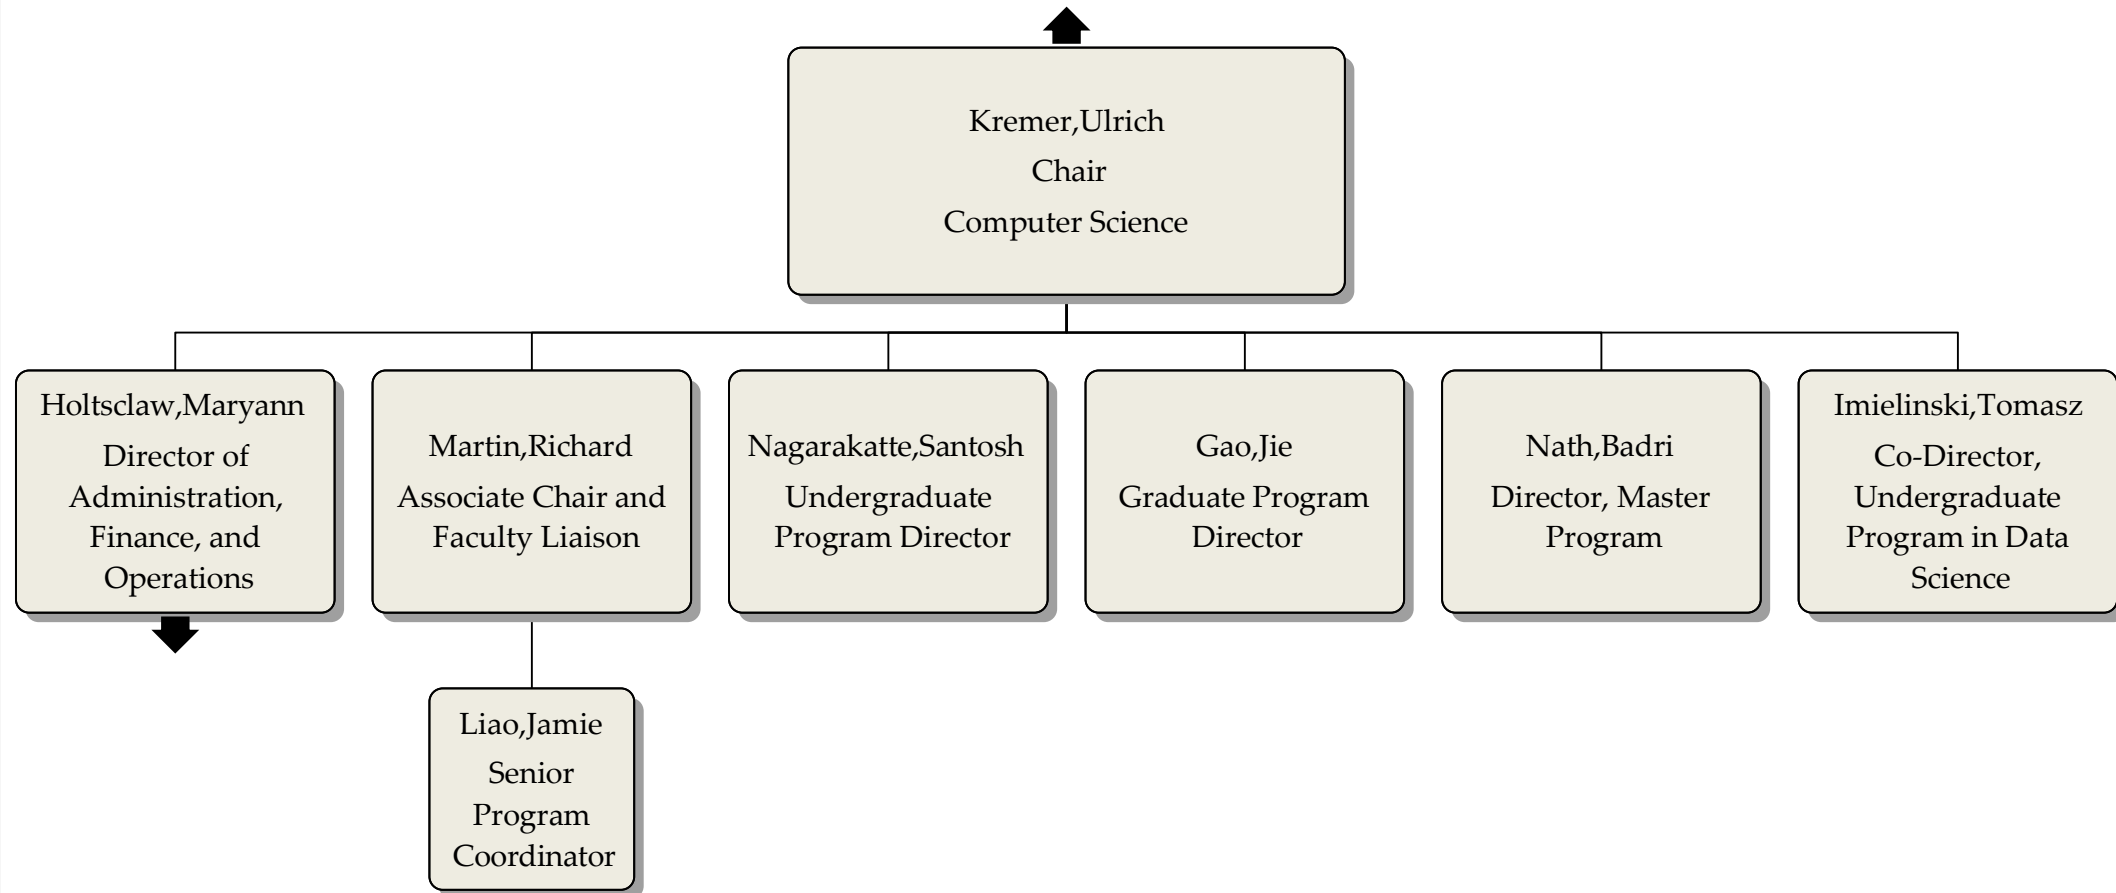 Kremer,Ulrich
Chair
Computer Science
Holtsclaw,Maryann
Director of
Administration,
Finance, and
Operations
Martin,Richard
Associate Chair and
Faculty Liaison
Nagarakatte,Santosh
Undergraduate
Program Director
Gao,Jie
Graduate Program
Director
Nath,Badri
Director, Master
Program
Imielinski,Tomasz
Co-Director,
Undergraduate
Program in Data
Science
Liao,Jamie
Senior
Program
Coordinator